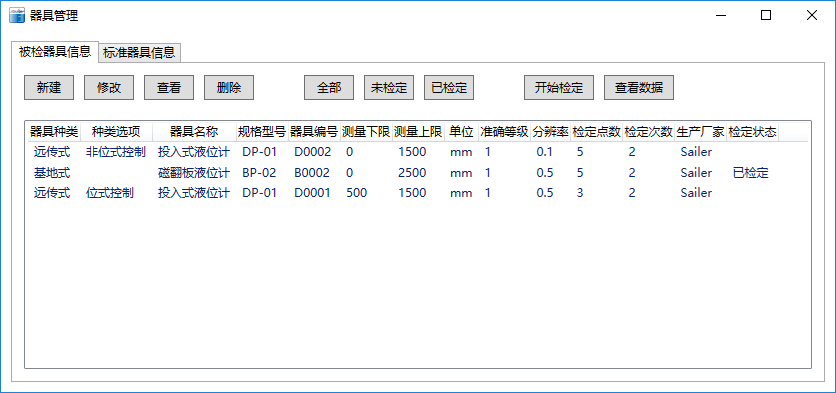 器具管理
被检器具信息 标准器具信息
新建 修改 查看 删除 全部 未检定 已检定 开始检定 查看数据
器具种类 种类选项 器具名称 规格型号 器具编号 测量下限 测量上限 单位 准确等级 分辨率 检定点数 检定次数 生产厂家 检定状态
远传式 非位式控制 投入式液位计 DP-01 D0002 0 1500 mm 1 0.1 5 2 Sailer
基地式 磁翻板液位计 BP-02 B0002 0 2500 mm 1 0.5 5 2 Sailer 已检定
远传式 位式控制 投入式液位计 DP-01 D0001 500 1500 mm 1 0.5 3 2 Sailer